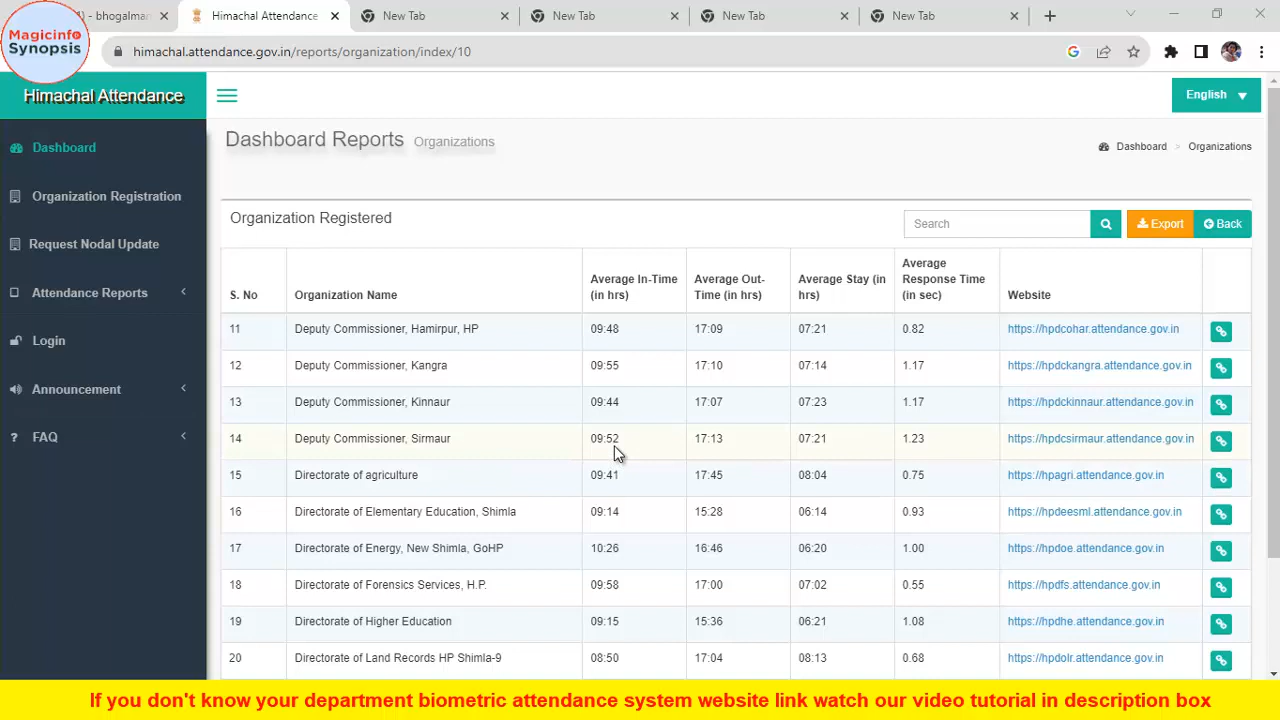 ) - bhogalman
Himachal Attendance
New Tab
New Tab
New Tab
New Tab
Magicinfo
Synopsis
himachal.attendance.gov.in/reports/organization/index/10
Himachal Attendance
English
Dashboard
Organization Registration
Request Nodal Update
Attendance Reports
Login
Announcement
? FAQ
Dashboard Reports Organizations
Dashboard > Organizations
Organization Registered
Search
Export
Back
S. No Organization Name Average In-Time (in hrs) Average Out-Time (in hrs) Average Stay (in hrs) Average Response Time (in sec) Website
11 Deputy Commissioner, Hamirpur, HP 09:48 17:09 07:21 0.82 https://hpdcohar.attendance.gov.in
12 Deputy Commissioner, Kangra 09:55 17:10 07:14 1.17 https://hpdckangra.attendance.gov.in
13 Deputy Commissioner, Kinnaur 09:44 17:07 07:23 1.17 https://hpdckinnaur.attendance.gov.in
14 Deputy Commissioner, Sirmaur 09:52 17:13 07:21 1.23 https://hpdcsirmaur.attendance.gov.in
15 Directorate of agriculture 09:41 17:45 08:04 0.75 https://hpagri.attendance.gov.in
16 Directorate of Elementary Education, Shimla 09:14 15:28 06:14 0.93 https://hpdeesml.attendance.gov.in
17 Directorate of Energy, New Shimla, GoHP 10:26 16:46 06:20 1.00 https://hpdoe.attendance.gov.in
18 Directorate of Forensics Services, H.P. 09:58 17:00 07:02 0.55 https://hpdfs.attendance.gov.in
19 Directorate of Higher Education 09:15 15:36 06:21 1.08 https://hpdhe.attendance.gov.in
20 Directorate of Land Records HP Shimla-9 08:50 17:04 08:13 0.68 https://hpdolr.attendance.gov.in
If you don't know your department biometric attendance system website link watch our video tutorial in description box